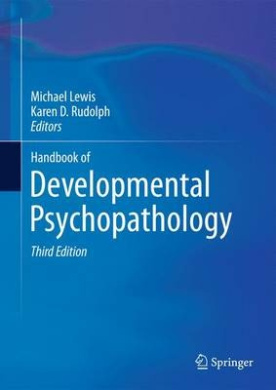 Michael Lewis
Karen D. Rudolph
Editors
Handbook of
Developmental
Psychopathology
Third Edition
Springer